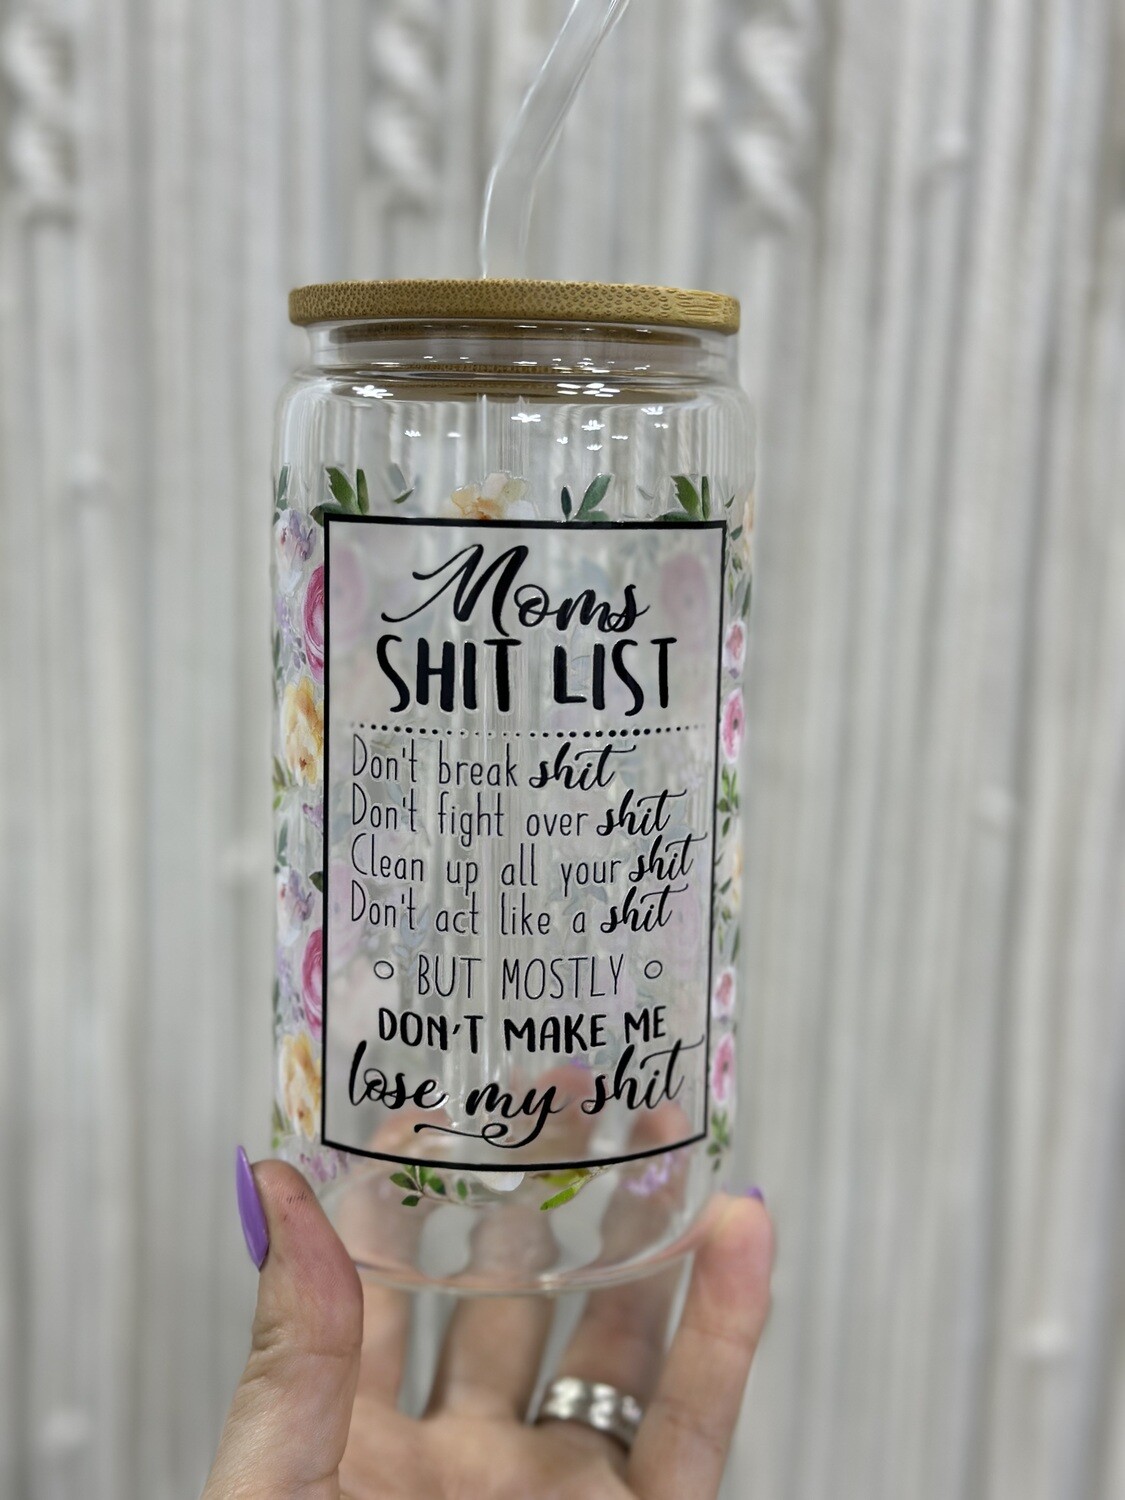 Moms
SHIT LIST
Don't break shit
Don't fight over shit
Clean up all your shit
Don't act like a shit
BUT MOSTLY
DON'T MAKE ME
lose my shit